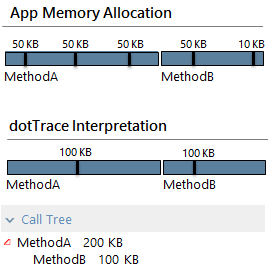 App Memory Allocation
50 KB 50 KB 50 KB 50 KB 10 KB
MethodA MethodB
dotTrace Interpretation
100 KB 100 KB
MethodA MethodB
Call Tree
MethodA 200 KB
MethodB 100 KB